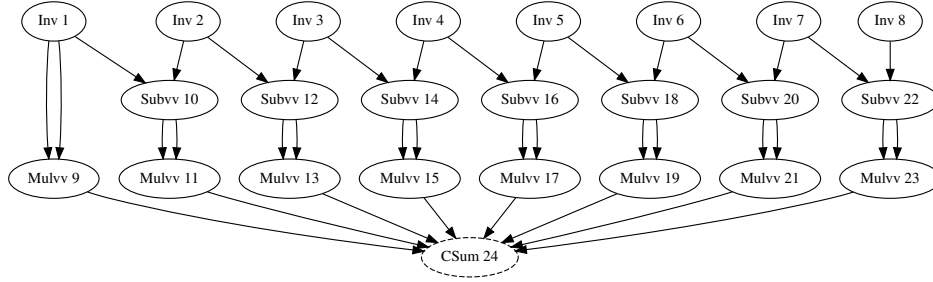 Inv 1 Inv 2 Inv 3 Inv 4 Inv 5 Inv 6 Inv 7 Inv 8
Subvv 10 Subvv 12 Subvv 14 Subvv 16 Subvv 18 Subvv 20 Subvv 22
Mulvv 9 Mulvv 11 Mulvv 13 Mulvv 15 Mulvv 17 Mulvv 19 Mulvv 21 Mulvv 23
CSum 24